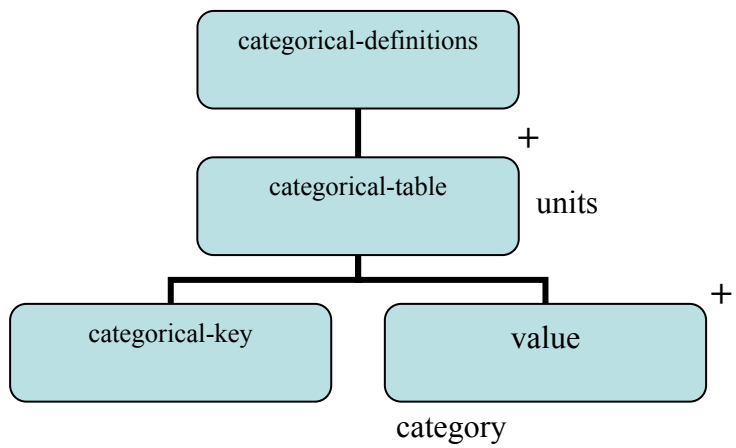 categorical-definitions
+
categorical-table
units
+
categorical-key
value
category